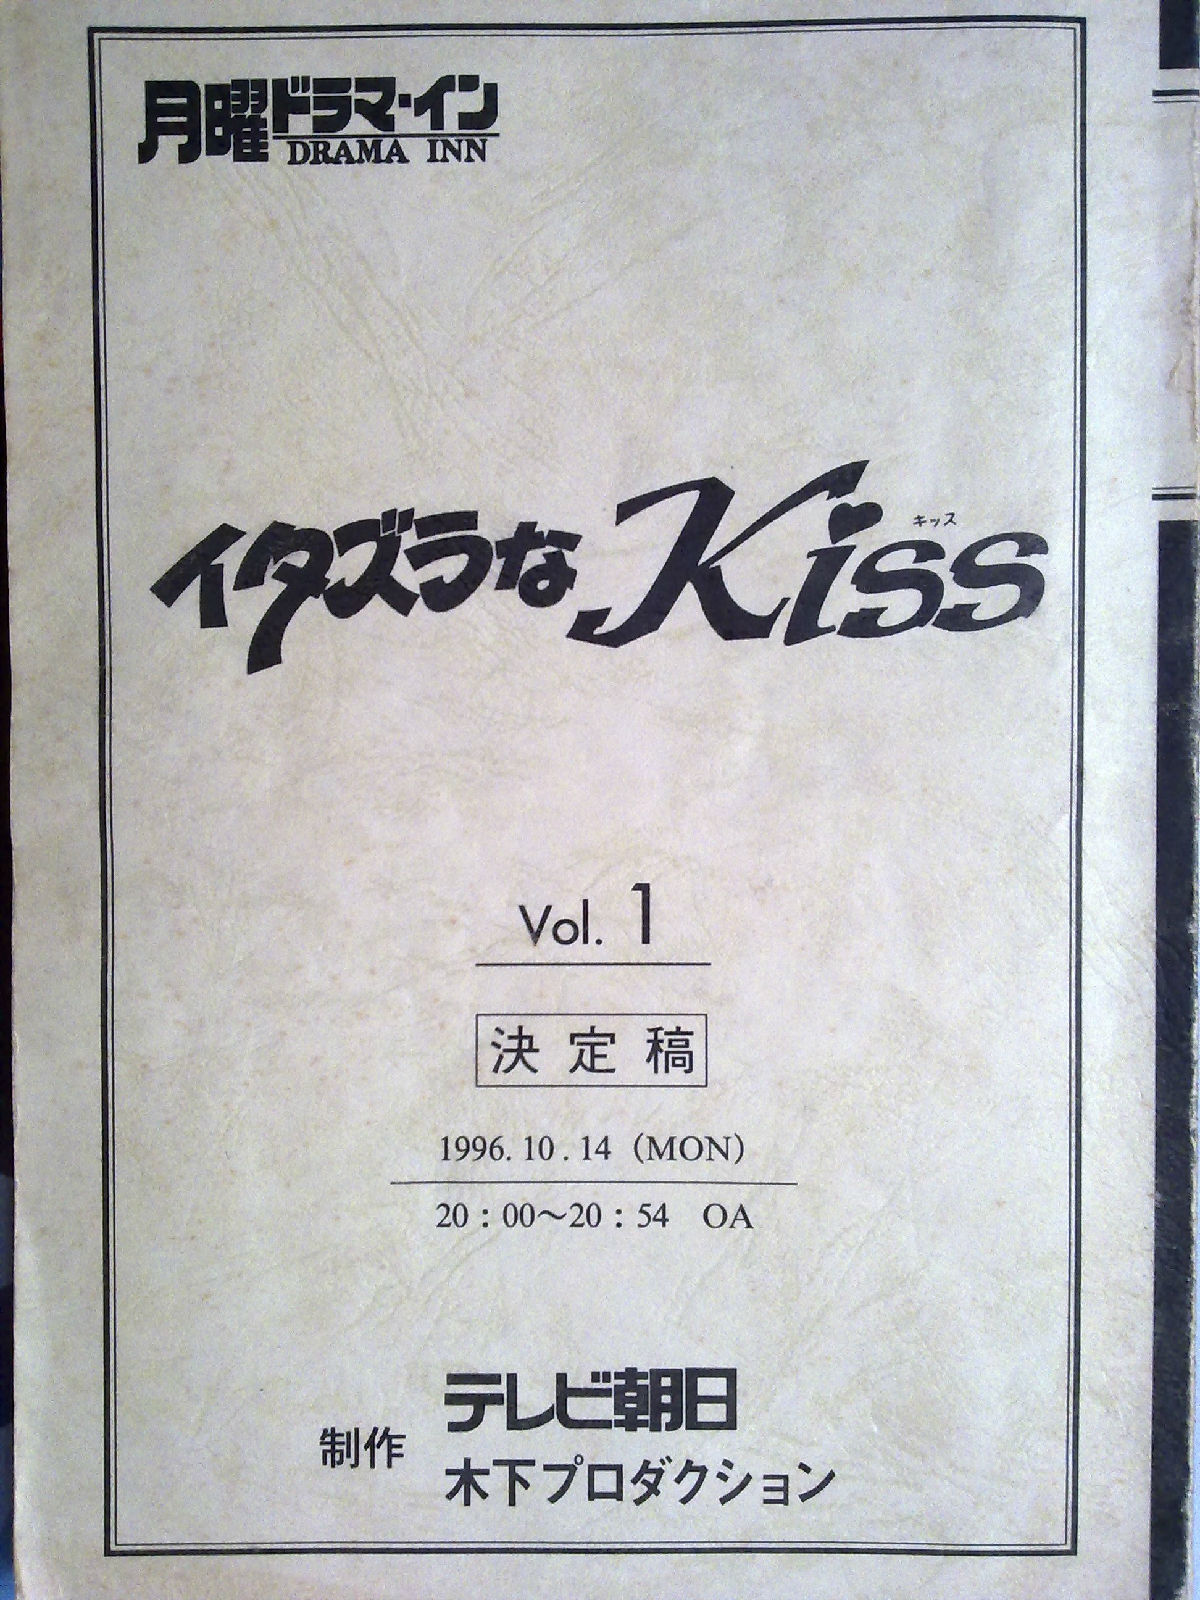 月曜ドラマ・イン
DRAMA INN
キッス
イタズラなKiss
Vol. 1
決定稿
1996. 10. 14 (MON)
20:00〜20:54 OA
制作
テレビ朝日
木下プロダクション